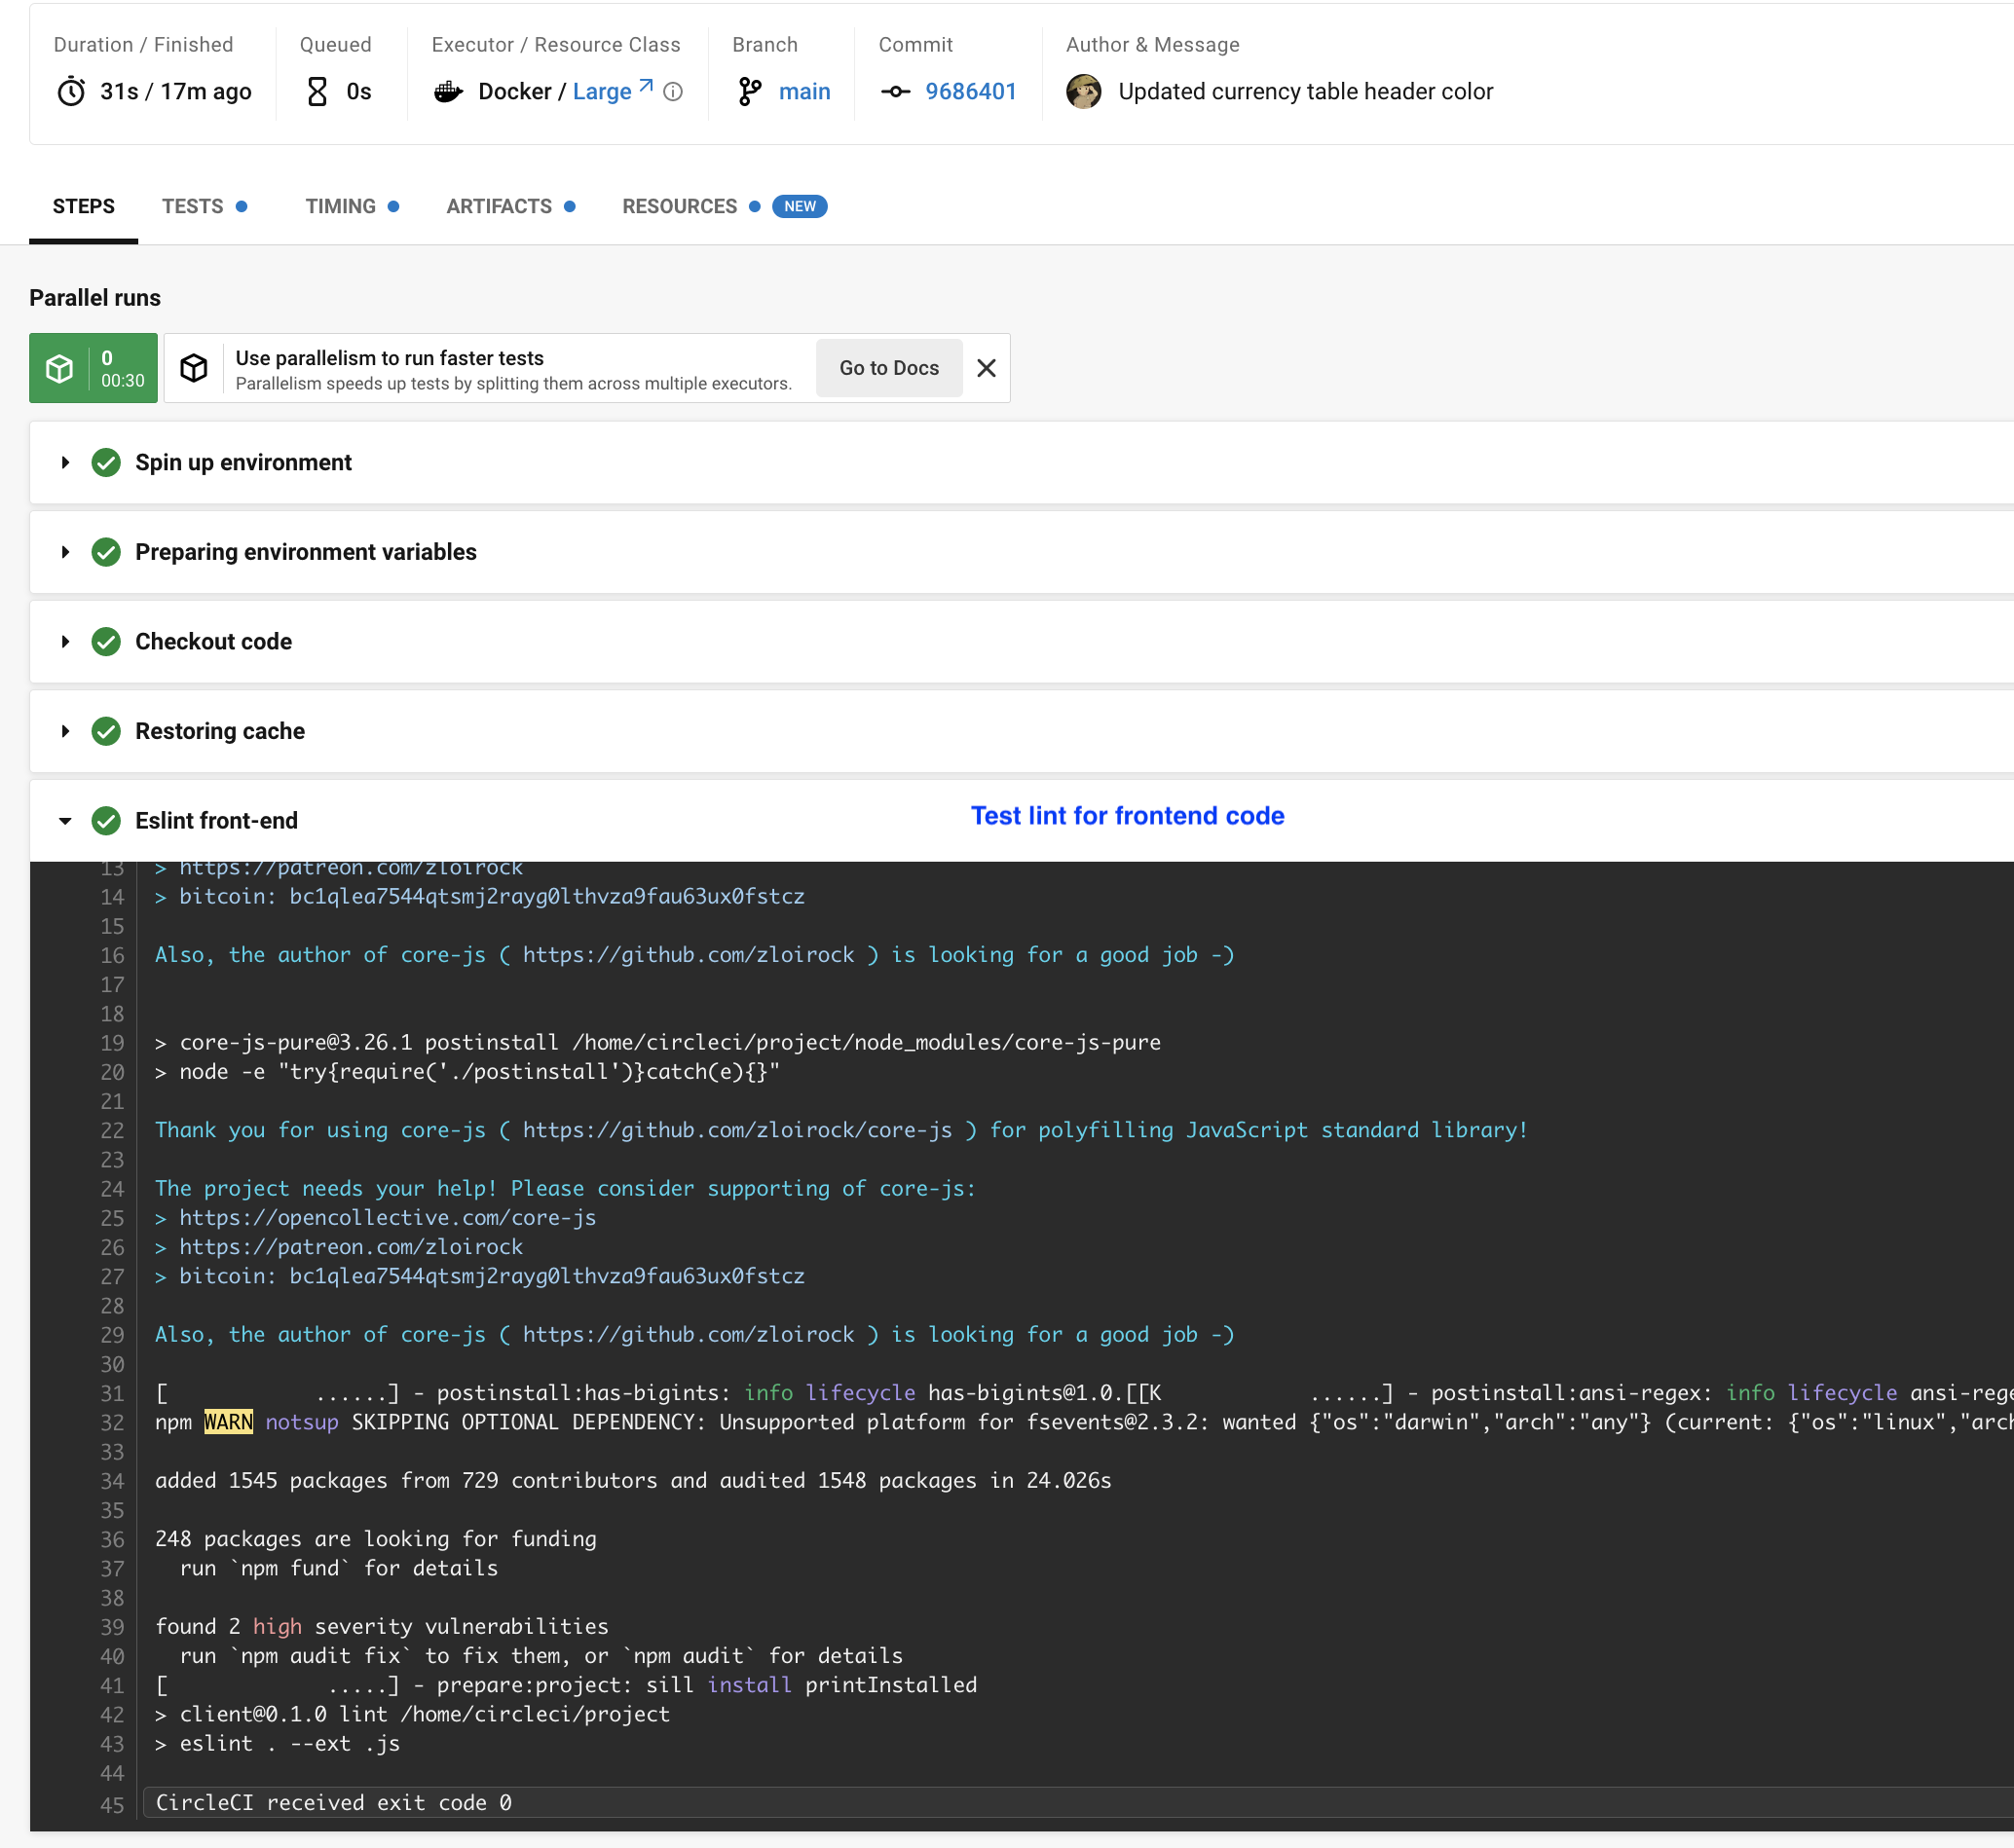 Duration / Finished
31s / 17m ago
Queued
0s
Executor / Resource Class
Docker / Large
Branch
main
Commit
9686401
Author & Message
Updated currency table header color
STEPS
TESTS
TIMING
ARTIFACTS
RESOURCES
NEW
Parallel runs
0
00:30
Use parallelism to run faster tests
Parallelism speeds up tests by splitting them across multiple executors.
Go to Docs
Spin up environment
Preparing environment variables
Checkout code
Restoring cache
Eslint front-end
Test lint for frontend code
13 > https://patreon.com/zloirock
14 > bitcoin: bc1qlea7544qtsmj2rayg0lthvza9fau63ux0fstcz
15
16 Also, the author of core-js ( https://github.com/zloirock ) is looking for a good job -)
17
18
19 > core-js-pure@3.26.1 postinstall /home/circleci/project/node_modules/core-js-pure
20 > node -e "try{require('./postinstall')}catch(e){}"
21
22 Thank you for using core-js ( https://github.com/zloirock/core-js ) for polyfilling JavaScript standard library!
23
24 The project needs your help! Please consider supporting of core-js:
25 > https://opencollective.com/core-js
26 > https://patreon.com/zloirock
27 > bitcoin: bc1qlea7544qtsmj2rayg0lthvza9fau63ux0fstcz
28
29 Also, the author of core-js ( https://github.com/zloirock ) is looking for a good job -)
30
31 [            ......] - postinstall:has-bigints: info lifecycle has-bigints@1.0.[[K            ......] - postinstall:ansi-regex: info lifecycle ansi-rege
32 npm WARN notsup SKIPPING OPTIONAL DEPENDENCY: Unsupported platform for fsevents@2.3.2: wanted {"os":"darwin","arch":"any"} (current: {"os":"linux","arch
33
34 added 1545 packages from 729 contributors and audited 1548 packages in 24.026s
35
36 248 packages are looking for funding
37   run `npm fund` for details
38
39 found 2 high severity vulnerabilities
40   run `npm audit fix` to fix them, or `npm audit` for details
41 [             .....] - prepare:project: sill install printInstalled
42 > client@0.1.0 lint /home/circleci/project
43 > eslint . --ext .js
44
45 CircleCI received exit code 0